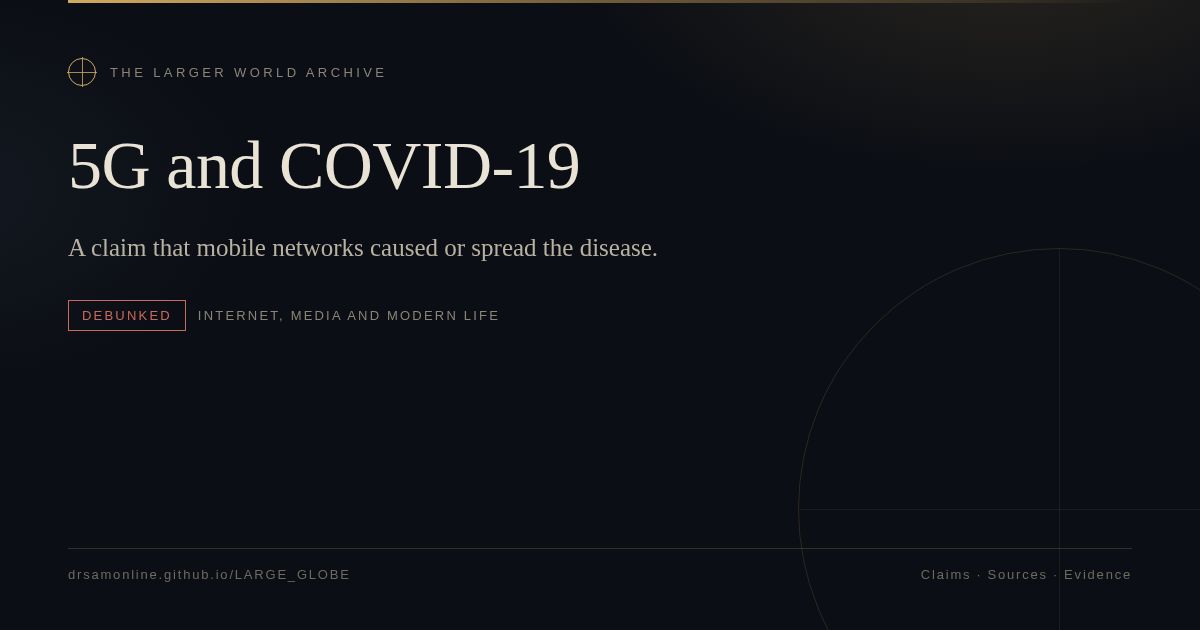 THE LARGER WORLD ARCHIVE
5G and COVID-19
A claim that mobile networks caused or spread the disease.
DEBUNKED INTERNET, MEDIA AND MODERN LIFE
drsamonline.github.io/LARGE_GLOBE
Claims · Sources · Evidence